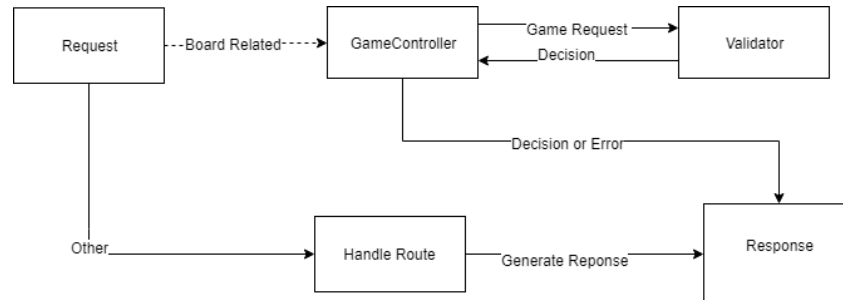 Request
Board Related
GameController
Game Request
Decision
Validator
Decision or Error
Other
Handle Route
Generate Reponse
Response